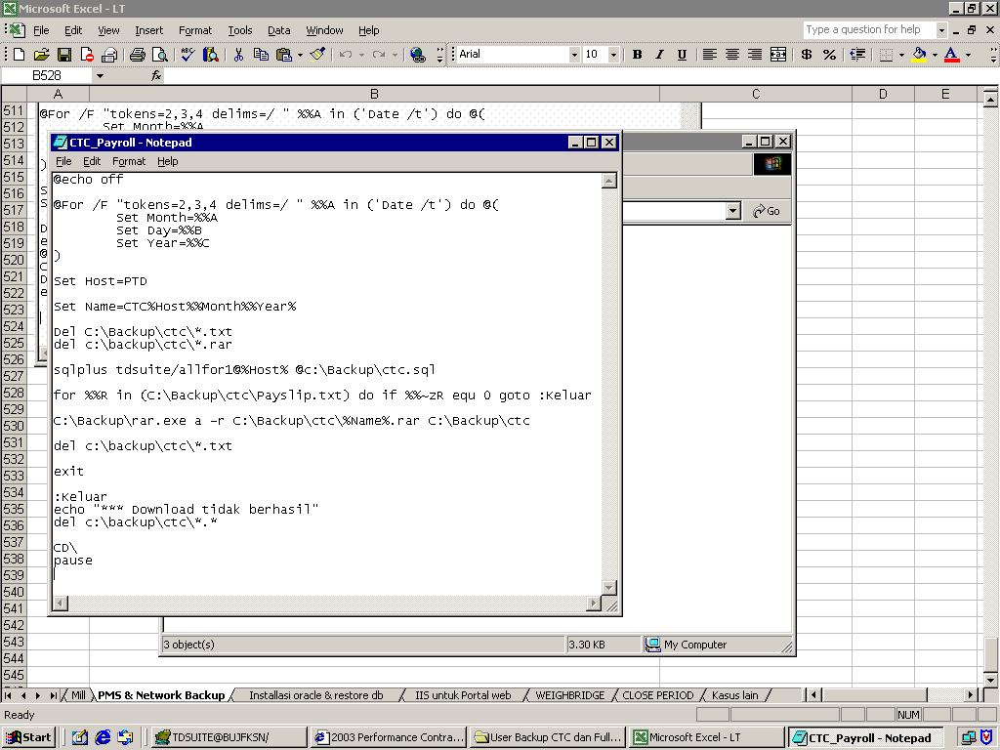 Microsoft Excel - LT
File Edit View Insert Format Tools Data Window Help
Type a question for help
Arial 10 B I U $ %
B528 fx
A B C D E
511
512
513
514
515
516
517
518
519
520
521
522
523
524
525
526
527
528
529
530
531
532
533
534
535
536
537
538
539
540
541
542
543
544
545
@For /F "tokens=2,3,4 delims=/ " %%A in ('Date /t') do @(
Set Month=%%A
)
S
S
D
e
@
C
D
e
Go
CTC_Payroll - Notepad
File Edit Format Help
@echo off
@For /F "tokens=2,3,4 delims=/ " %%A in ('Date /t') do @(
Set Month=%%A
Set Day=%%B
Set Year=%%C
)
Set Host=PTD
Set Name=CTC%Host%%Month%%Year%
Del C:\Backup\ctc\*.txt
del c:\Backup\ctc\*.rar
sqlplus tdsuite/allfor1@%Host% @c:\Backup\ctc.sql
for %%R in (C:\Backup\ctc\Payslip.txt) do if %%~zR equ 0 goto :Keluar
C:\Backup\rar.exe a -r C:\Backup\ctc\%Name%.rar C:\Backup\ctc
del c:\backup\ctc\*.txt
exit
:Keluar
echo "*** Download tidak berhasil"
del c:\backup\ctc\*.*
CD\
pause
3 object(s) 3.30 KB My Computer
Mill PMS & Network Backup Installasi oracle & restore db IIS untuk Portal web WEIGHBRIDGE CLOSE PERIOD Kasus lain
Ready NUM
Start TDSUITE@BUJFKSN/ 2003 Performance Contra... User Backup CTC dan Full... Microsoft Excel - LT CTC_Payroll - Notepad